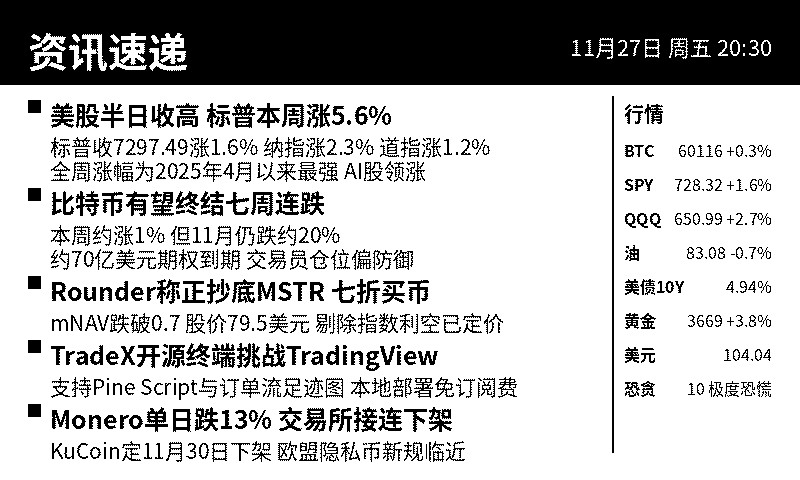 资讯速递
11月27日 周五 20:30
美股半日收高 标普本周涨5.6%
标普收7297.49涨1.6% 纳指涨2.3% 道指涨1.2%
全周涨幅为2025年4月以来最强 AI股领涨
比特币有望终结七周连跌
本周约涨1% 但11月仍跌约20%
约70亿美元期权到期 交易员仓位偏防御
Rounder称正抄底MSTR 七折买币
mNAV跌破0.7 股价79.5美元 剔除指数利空已定价
TradeX开源终端挑战TradingView
支持Pine Script与订单流足迹图 本地部署免订阅费
Monero单日跌13% 交易所接连下架
KuCoin定11月30日下架 欧盟隐私币新规临近
行情
BTC 60116 +0.3%
SPY 728.32 +1.6%
QQQ 650.99 +2.7%
油 83.08 -0.7%
美债10Y 4.94%
黄金 3669 +3.8%
美元 104.04
恐贪 10 极度恐慌